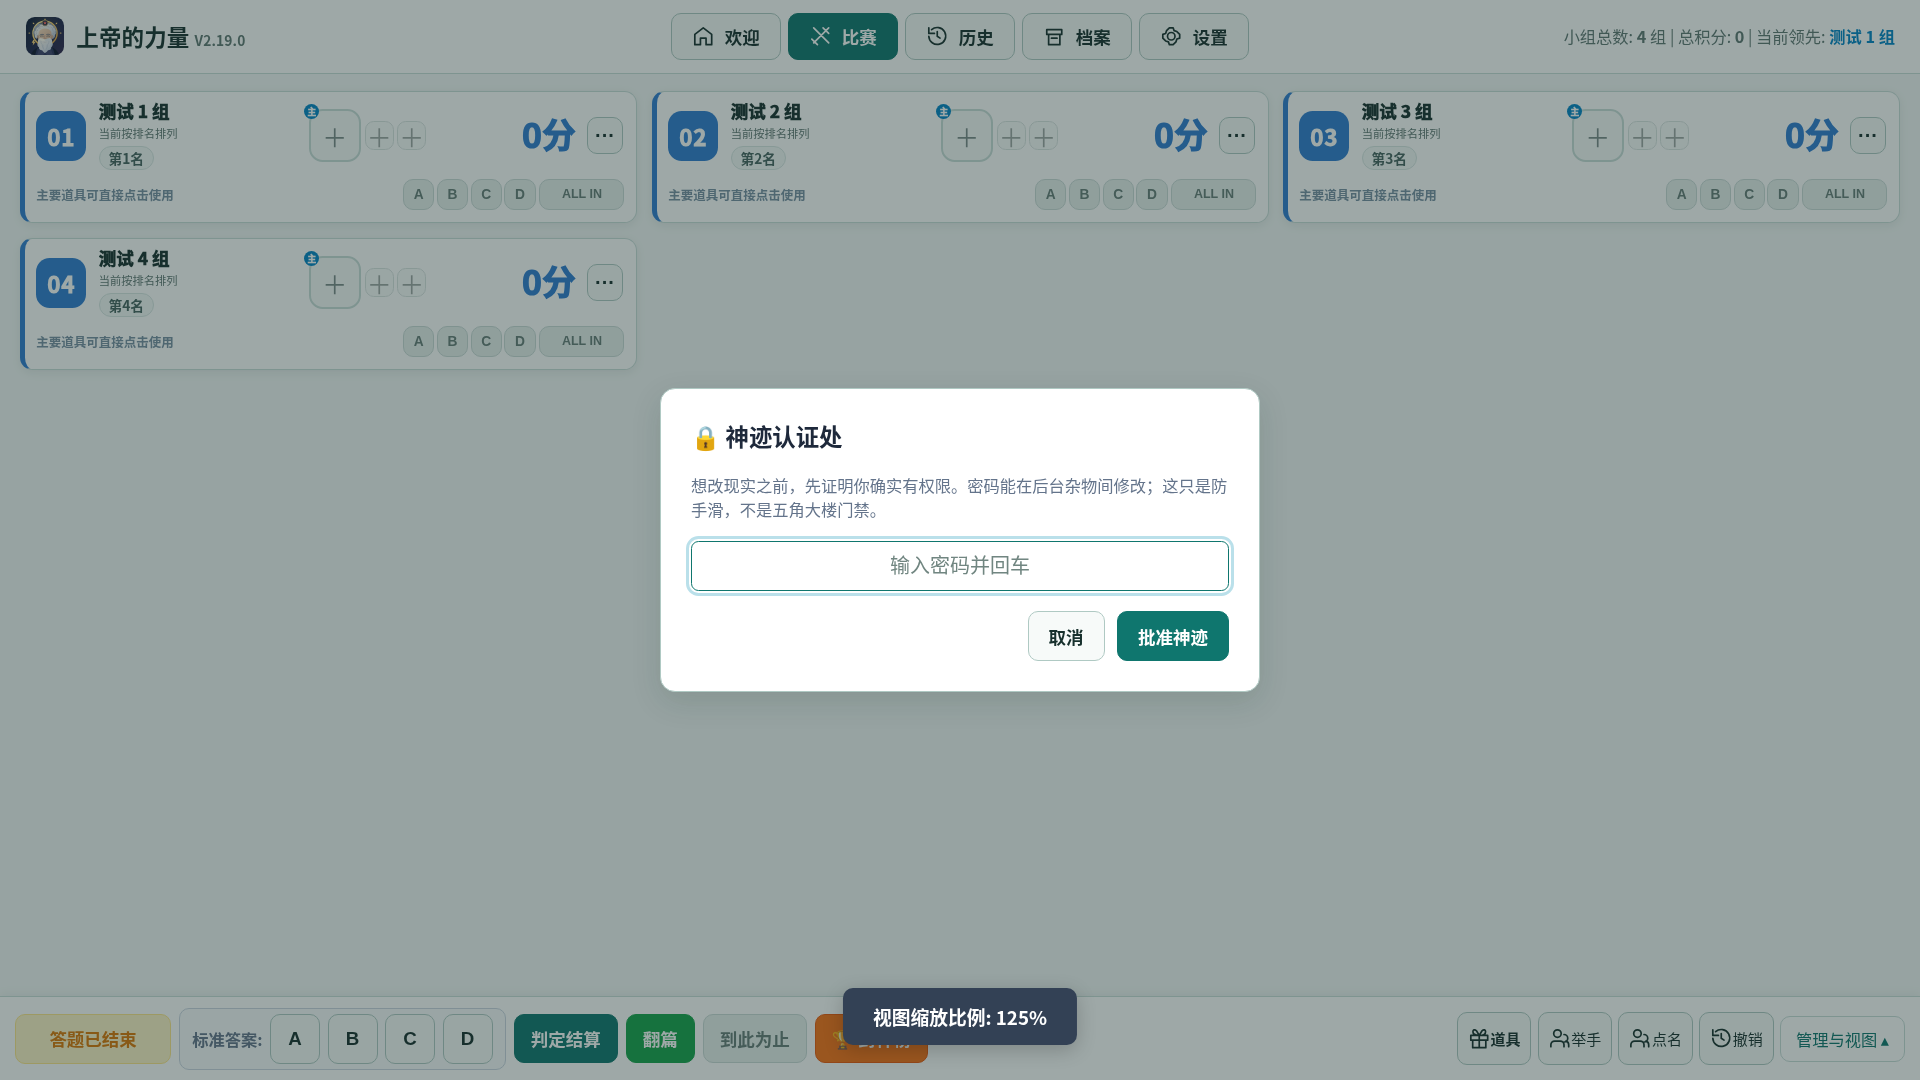 上帝的力量 V2.19.0
欢迎
比赛
历史
档案
设置
小组总数: 4 组 | 总积分: 0 | 当前领先: 测试 1 组
01
测试 1 组
当前按排名排列
第1名
主
0分
...
主要道具可直接点击使用
A B C D ALL IN
02
测试 2 组
当前按排名排列
第2名
主
0分
...
主要道具可直接点击使用
A B C D ALL IN
03
测试 3 组
当前按排名排列
第3名
主
0分
...
主要道具可直接点击使用
A B C D ALL IN
04
测试 4 组
当前按排名排列
第4名
主
0分
...
主要道具可直接点击使用
A B C D ALL IN
神迹认证处
想改现实之前，先证明你确实有权限。密码能在后台杂物间修改；这只是防
手滑，不是五角大楼门禁。
输入密码并回车
取消
批准神迹
视图缩放比例: 125%
答题已结束
标准答案: A B C D
判定结算
翻篇
到此为止
道具
举手
点名
撤销
管理与视图 ▴